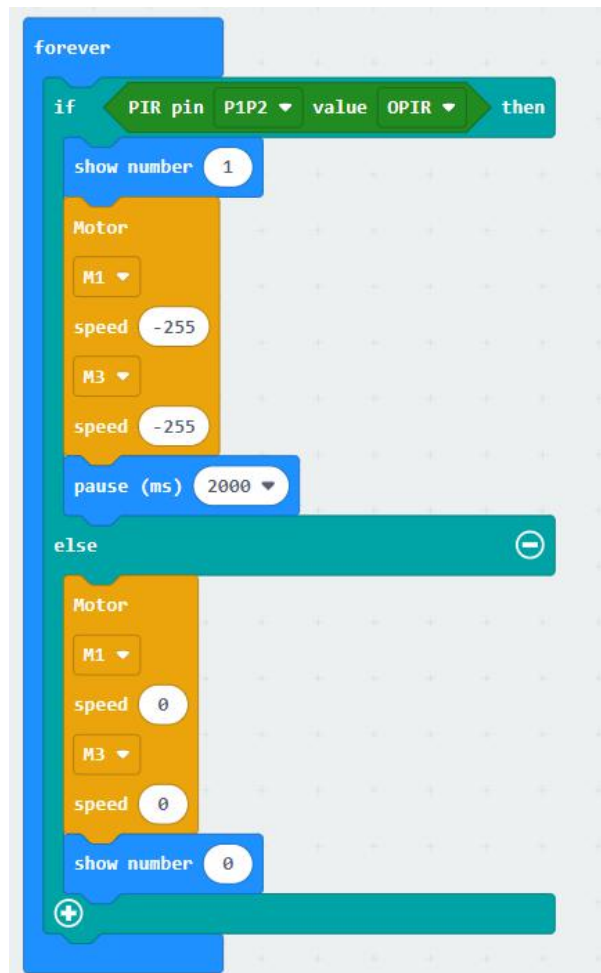 forever
if PIR pin P1P2 value OPIR then
show number 1
Motor
M1
speed -255
M3
speed -255
pause (ms) 2000
else
Motor
M1
speed 0
M3
speed 0
show number 0